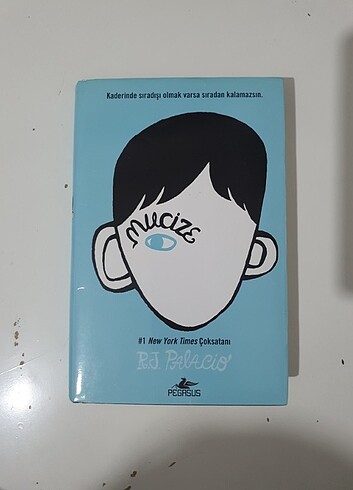 Kaderinde sıradışı olmak varsa sıradan kalamazsın.
mucize
#1 New York Times Çoksatanı
R.J. Palacio
PEGASUS